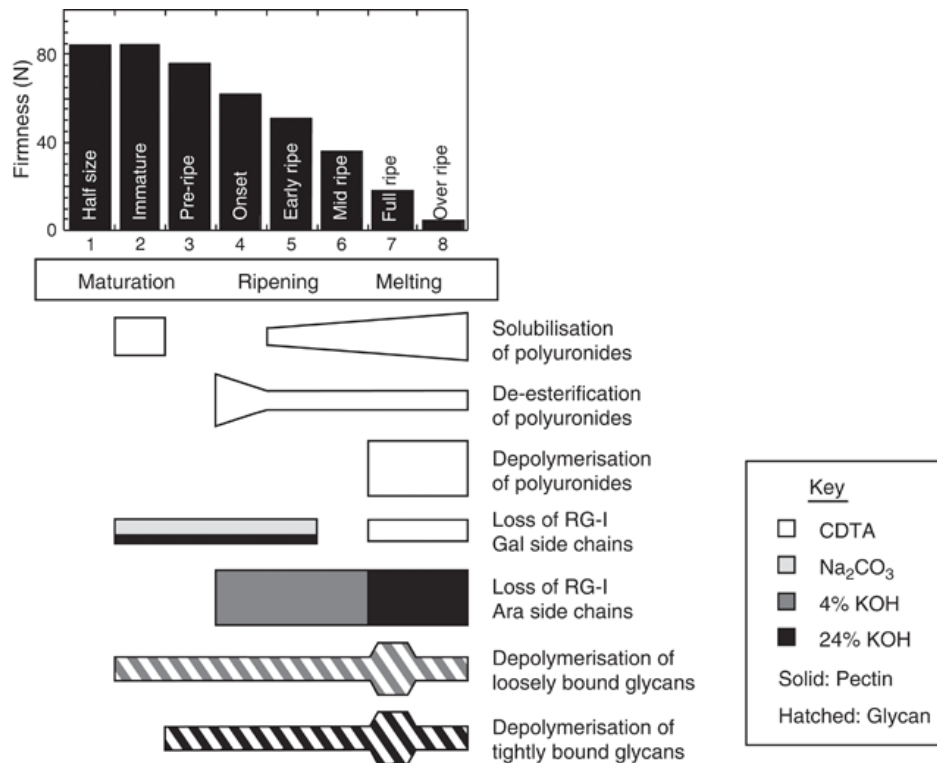 Firmness (N)
80
40
0
Half size
Immature
Pre-ripe
Onset
Early ripe
Mid ripe
Full ripe
Over ripe
1 2 3 4 5 6 7 8
Maturation Ripening Melting
Solubilisation
of polyuronides
De-esterification
of polyuronides
Depolymerisation
of polyuronides
Loss of RG-I
Gal side chains
Loss of RG-I
Ara side chains
Depolymerisation of
loosely bound glycans
Depolymerisation of
tightly bound glycans
Key
CDTA
Na₂CO₃
4% KOH
24% KOH
Solid: Pectin
Hatched: Glycan